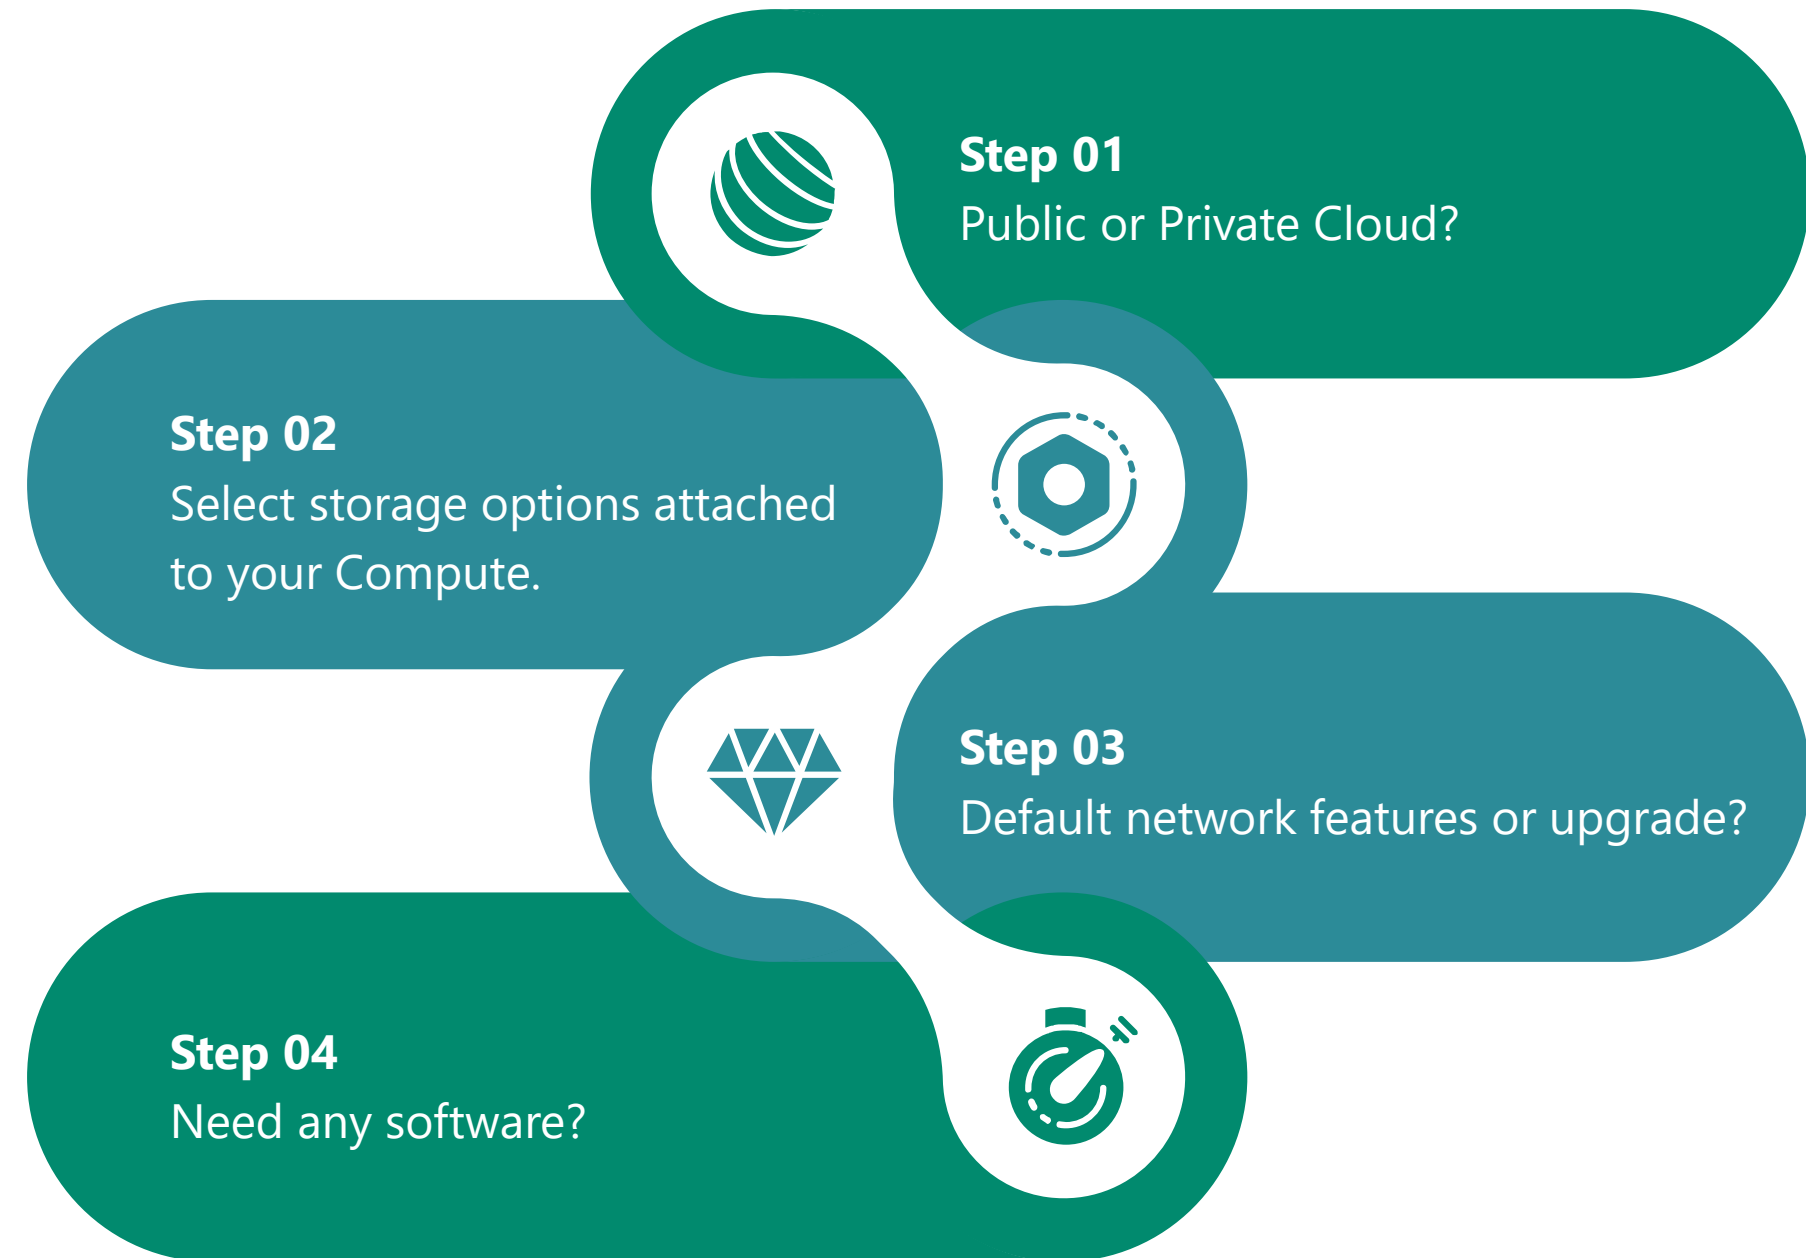 Step 01
Public or Private Cloud?
Step 02
Select storage options attached
to your Compute.
Step 03
Default network features or upgrade?
Step 04
Need any software?